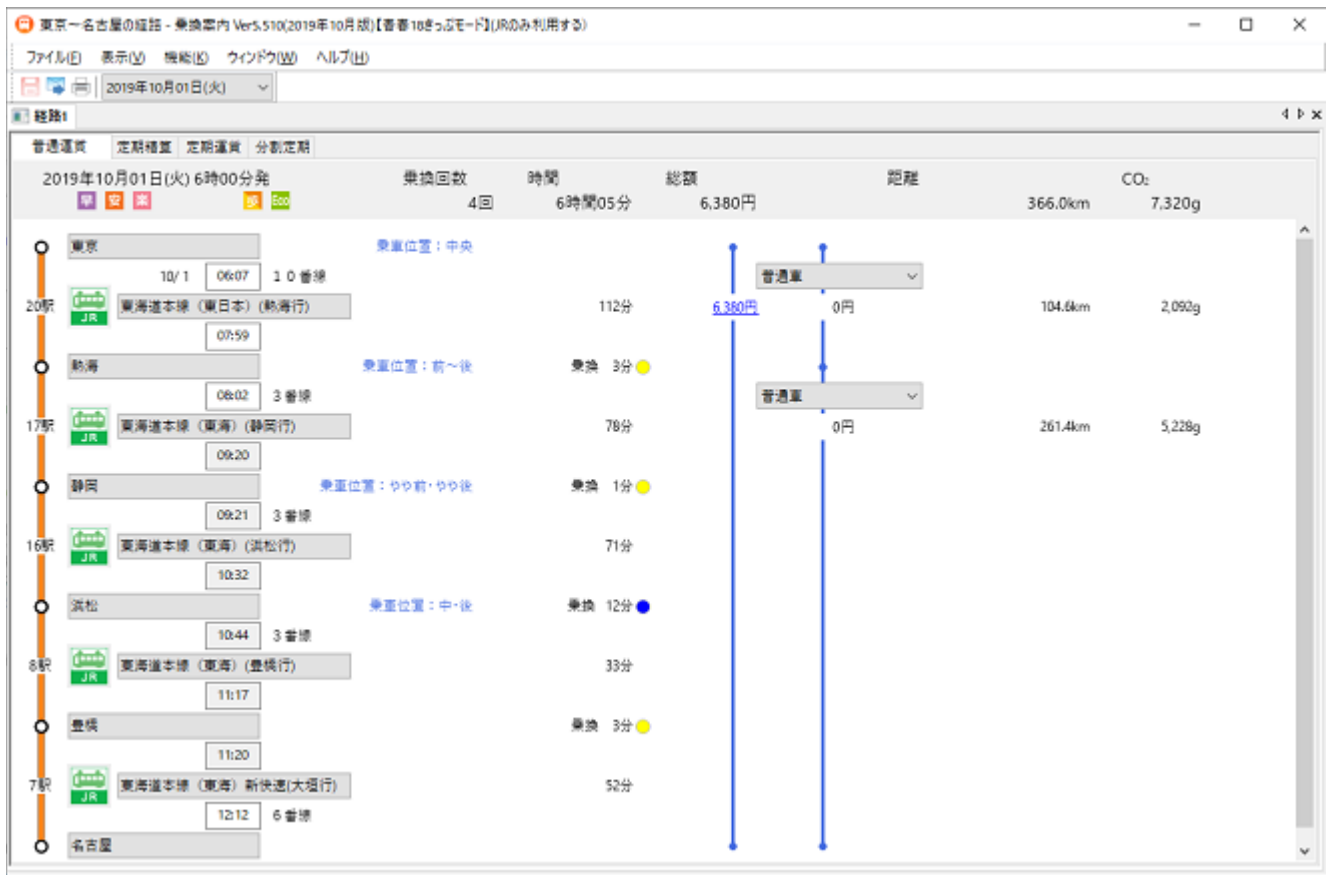 東京～名古屋の経路 - 乗換案内 Ver5.510(2019年10月版)【青春18きっぷモード】(JRのみ利用する)
ファイル(F) 表示(V) 機能(K) ウィンドウ(W) ヘルプ(H)
2019年10月01日(火)
経路1
普通運賃 定期積算 定期運賃 分割定期
2019年10月01日(火) 6時00分発 乗換回数 時間 総額 距離 CO₂
早 安 楽 歩 Eco 4回 6時間05分 6,380円 366.0km 7,320g
東京 乗車位置：中央
10/1 06:07 10番線 普通車
20駅 JR 東海道本線（東日本）(熱海行) 112分 6,380円 0円 104.6km 2,092g
07:59
熱海 乗車位置：前～後 乗換 3分
08:02 3番線 普通車
17駅 JR 東海道本線（東海）(静岡行) 78分 0円 261.4km 5,228g
09:20
静岡 乗車位置：やや前・やや後 乗換 1分
09:21 3番線
16駅 JR 東海道本線（東海）(浜松行) 71分
10:32
浜松 乗車位置：中・後 乗換 12分
10:44 3番線
8駅 JR 東海道本線（東海）(豊橋行) 33分
11:17
豊橋 乗換 3分
11:20
7駅 JR 東海道本線（東海）新快速(大垣行) 52分
12:12 6番線
名古屋